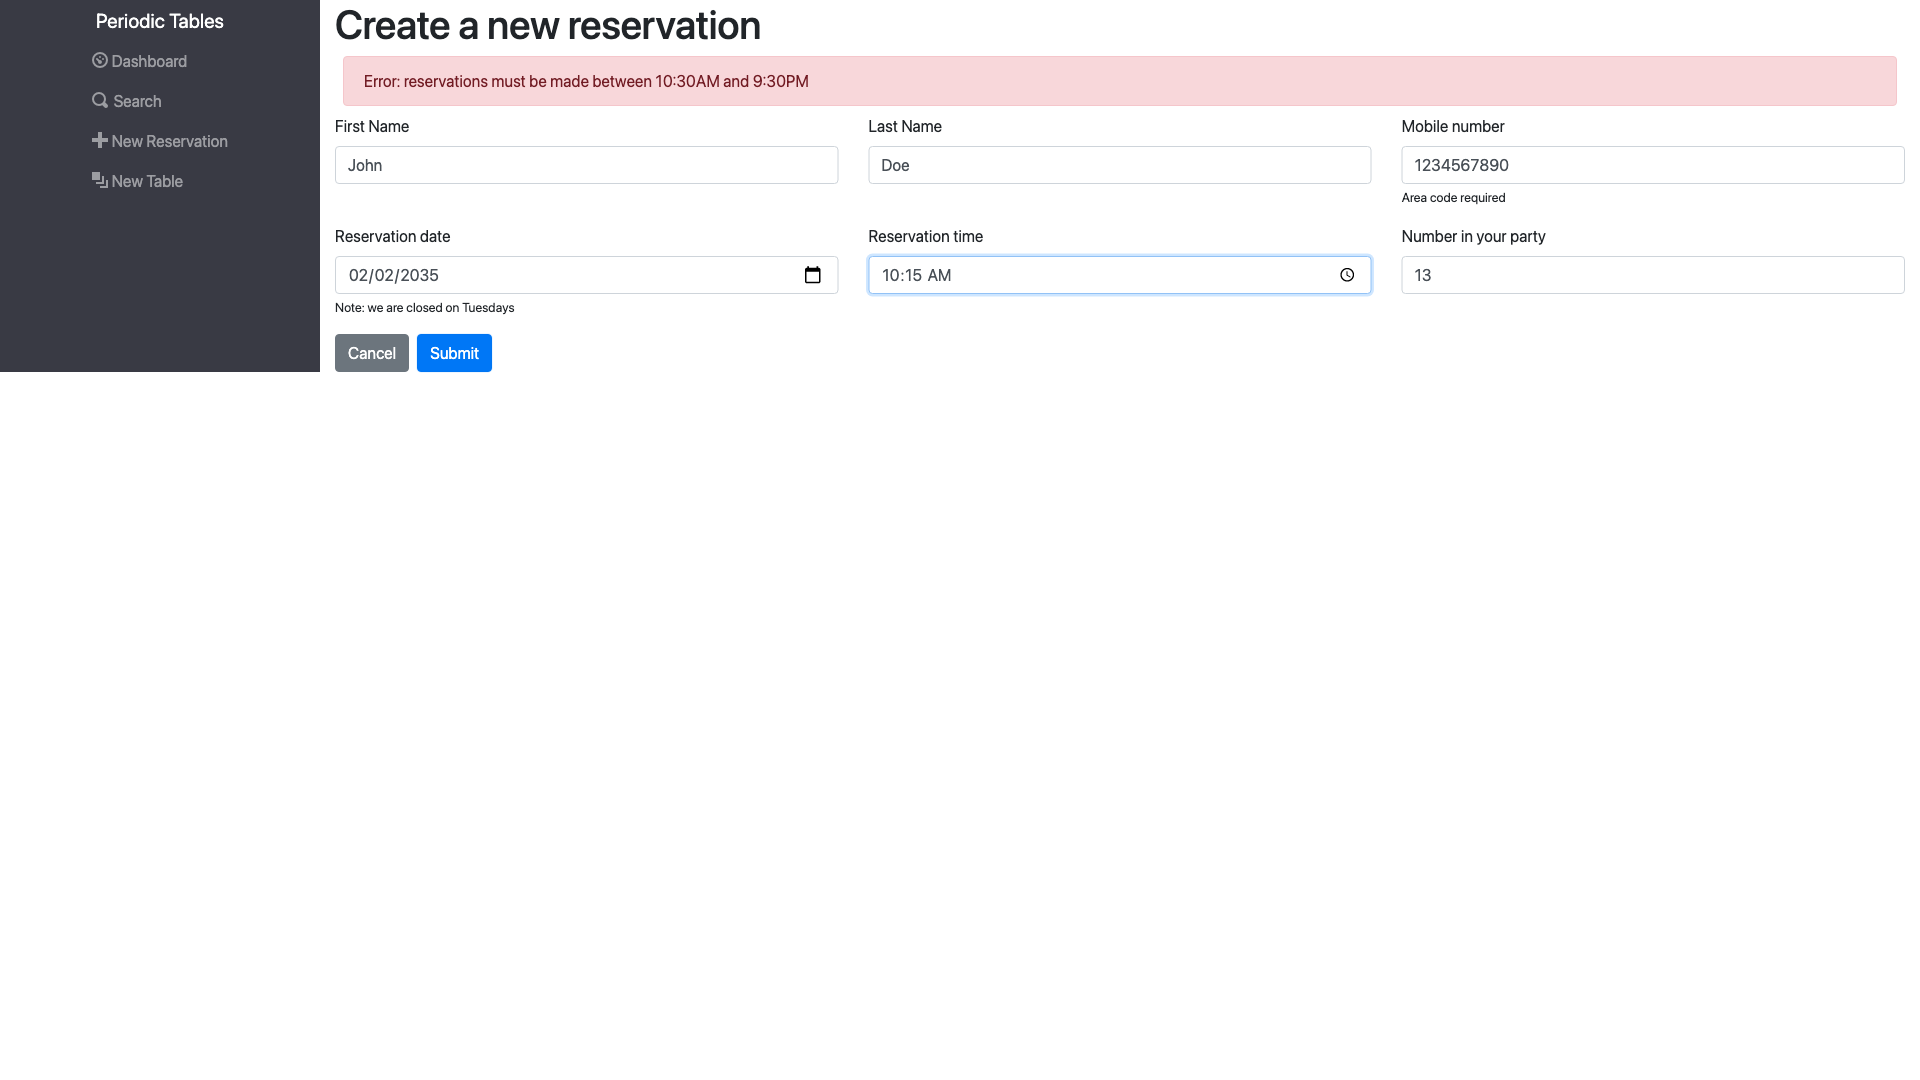 Periodic Tables
Dashboard
Search
New Reservation
New Table
Create a new reservation
Error: reservations must be made between 10:30AM and 9:30PM
First Name
Last Name
Mobile number
John
Doe
1234567890
Area code required
Reservation date
Reservation time
Number in your party
02/02/2035
10:15 AM
13
Note: we are closed on Tuesdays
Cancel
Submit